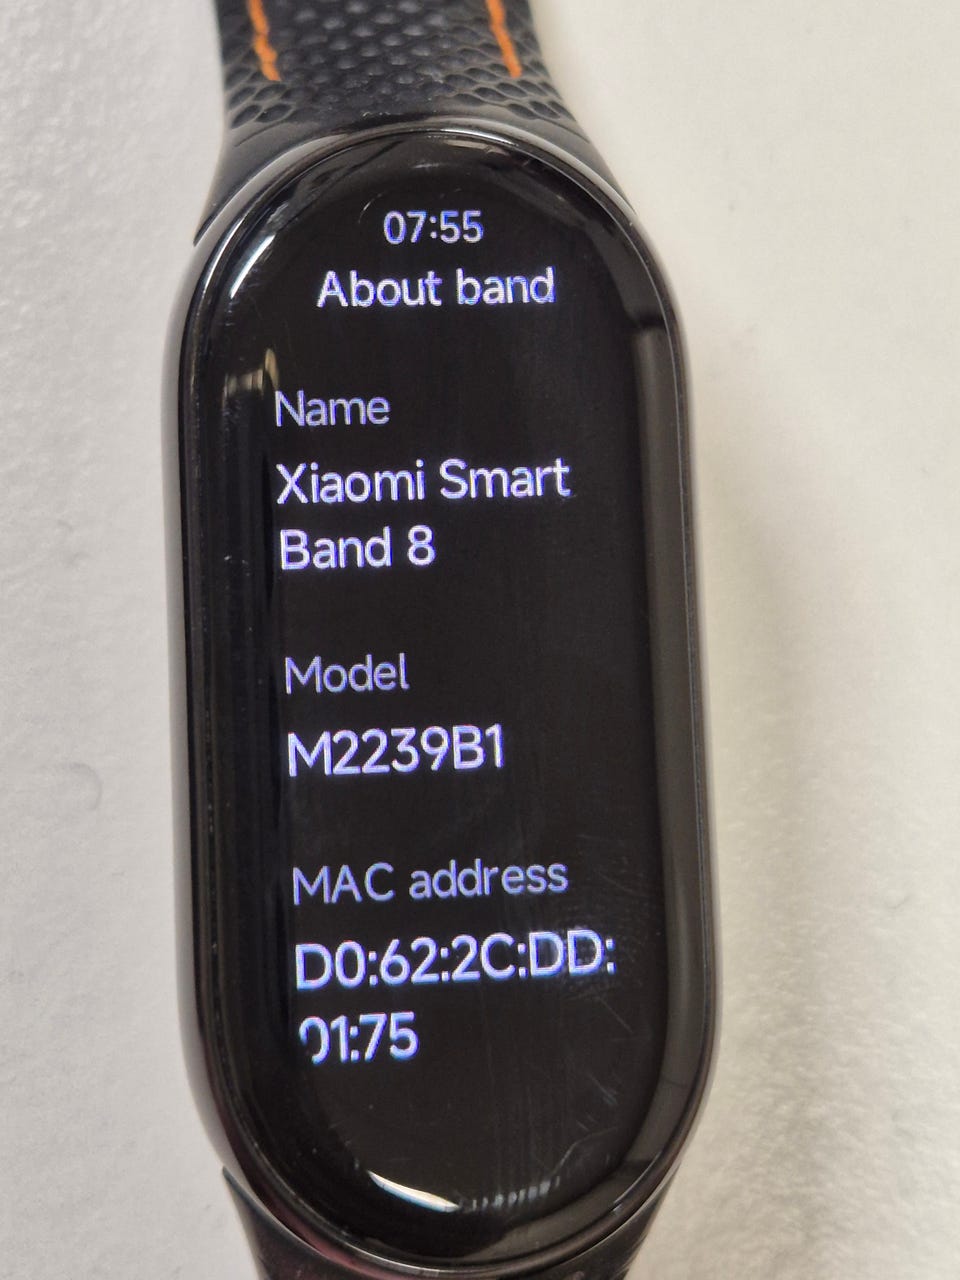 07:55
About band
Name
Xiaomi Smart
Band 8
Model
M2239B1
MAC address
D0:62:2C:DD:
01:75